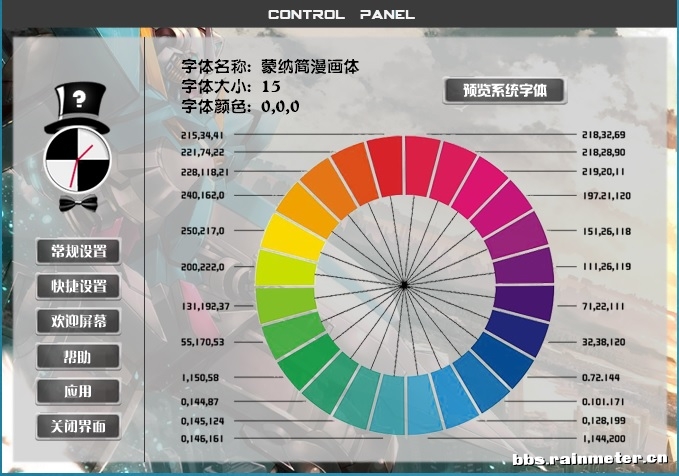 CONTROL PANEL
字体名称: 蒙纳简漫画体
字体大小: 15
字体颜色: 0,0,0
预览系统字体
?
215,34,41
218,32,69
221,74,22
218,28,90
228,118,21
219,20,11
240,162,0
197.21,120
250,217,0
151,26,118
200,222,0
111,26,119
131,192,37
71,22,111
55,170,53
32,38,120
1,150,58
0.72.144
0,144,87
0.101.171
0,145,124
0,128,199
0,146,161
1,144,200
常规设置
快捷设置
欢迎屏幕
帮助
应用
关闭界面
bbs.rainmeter.cn